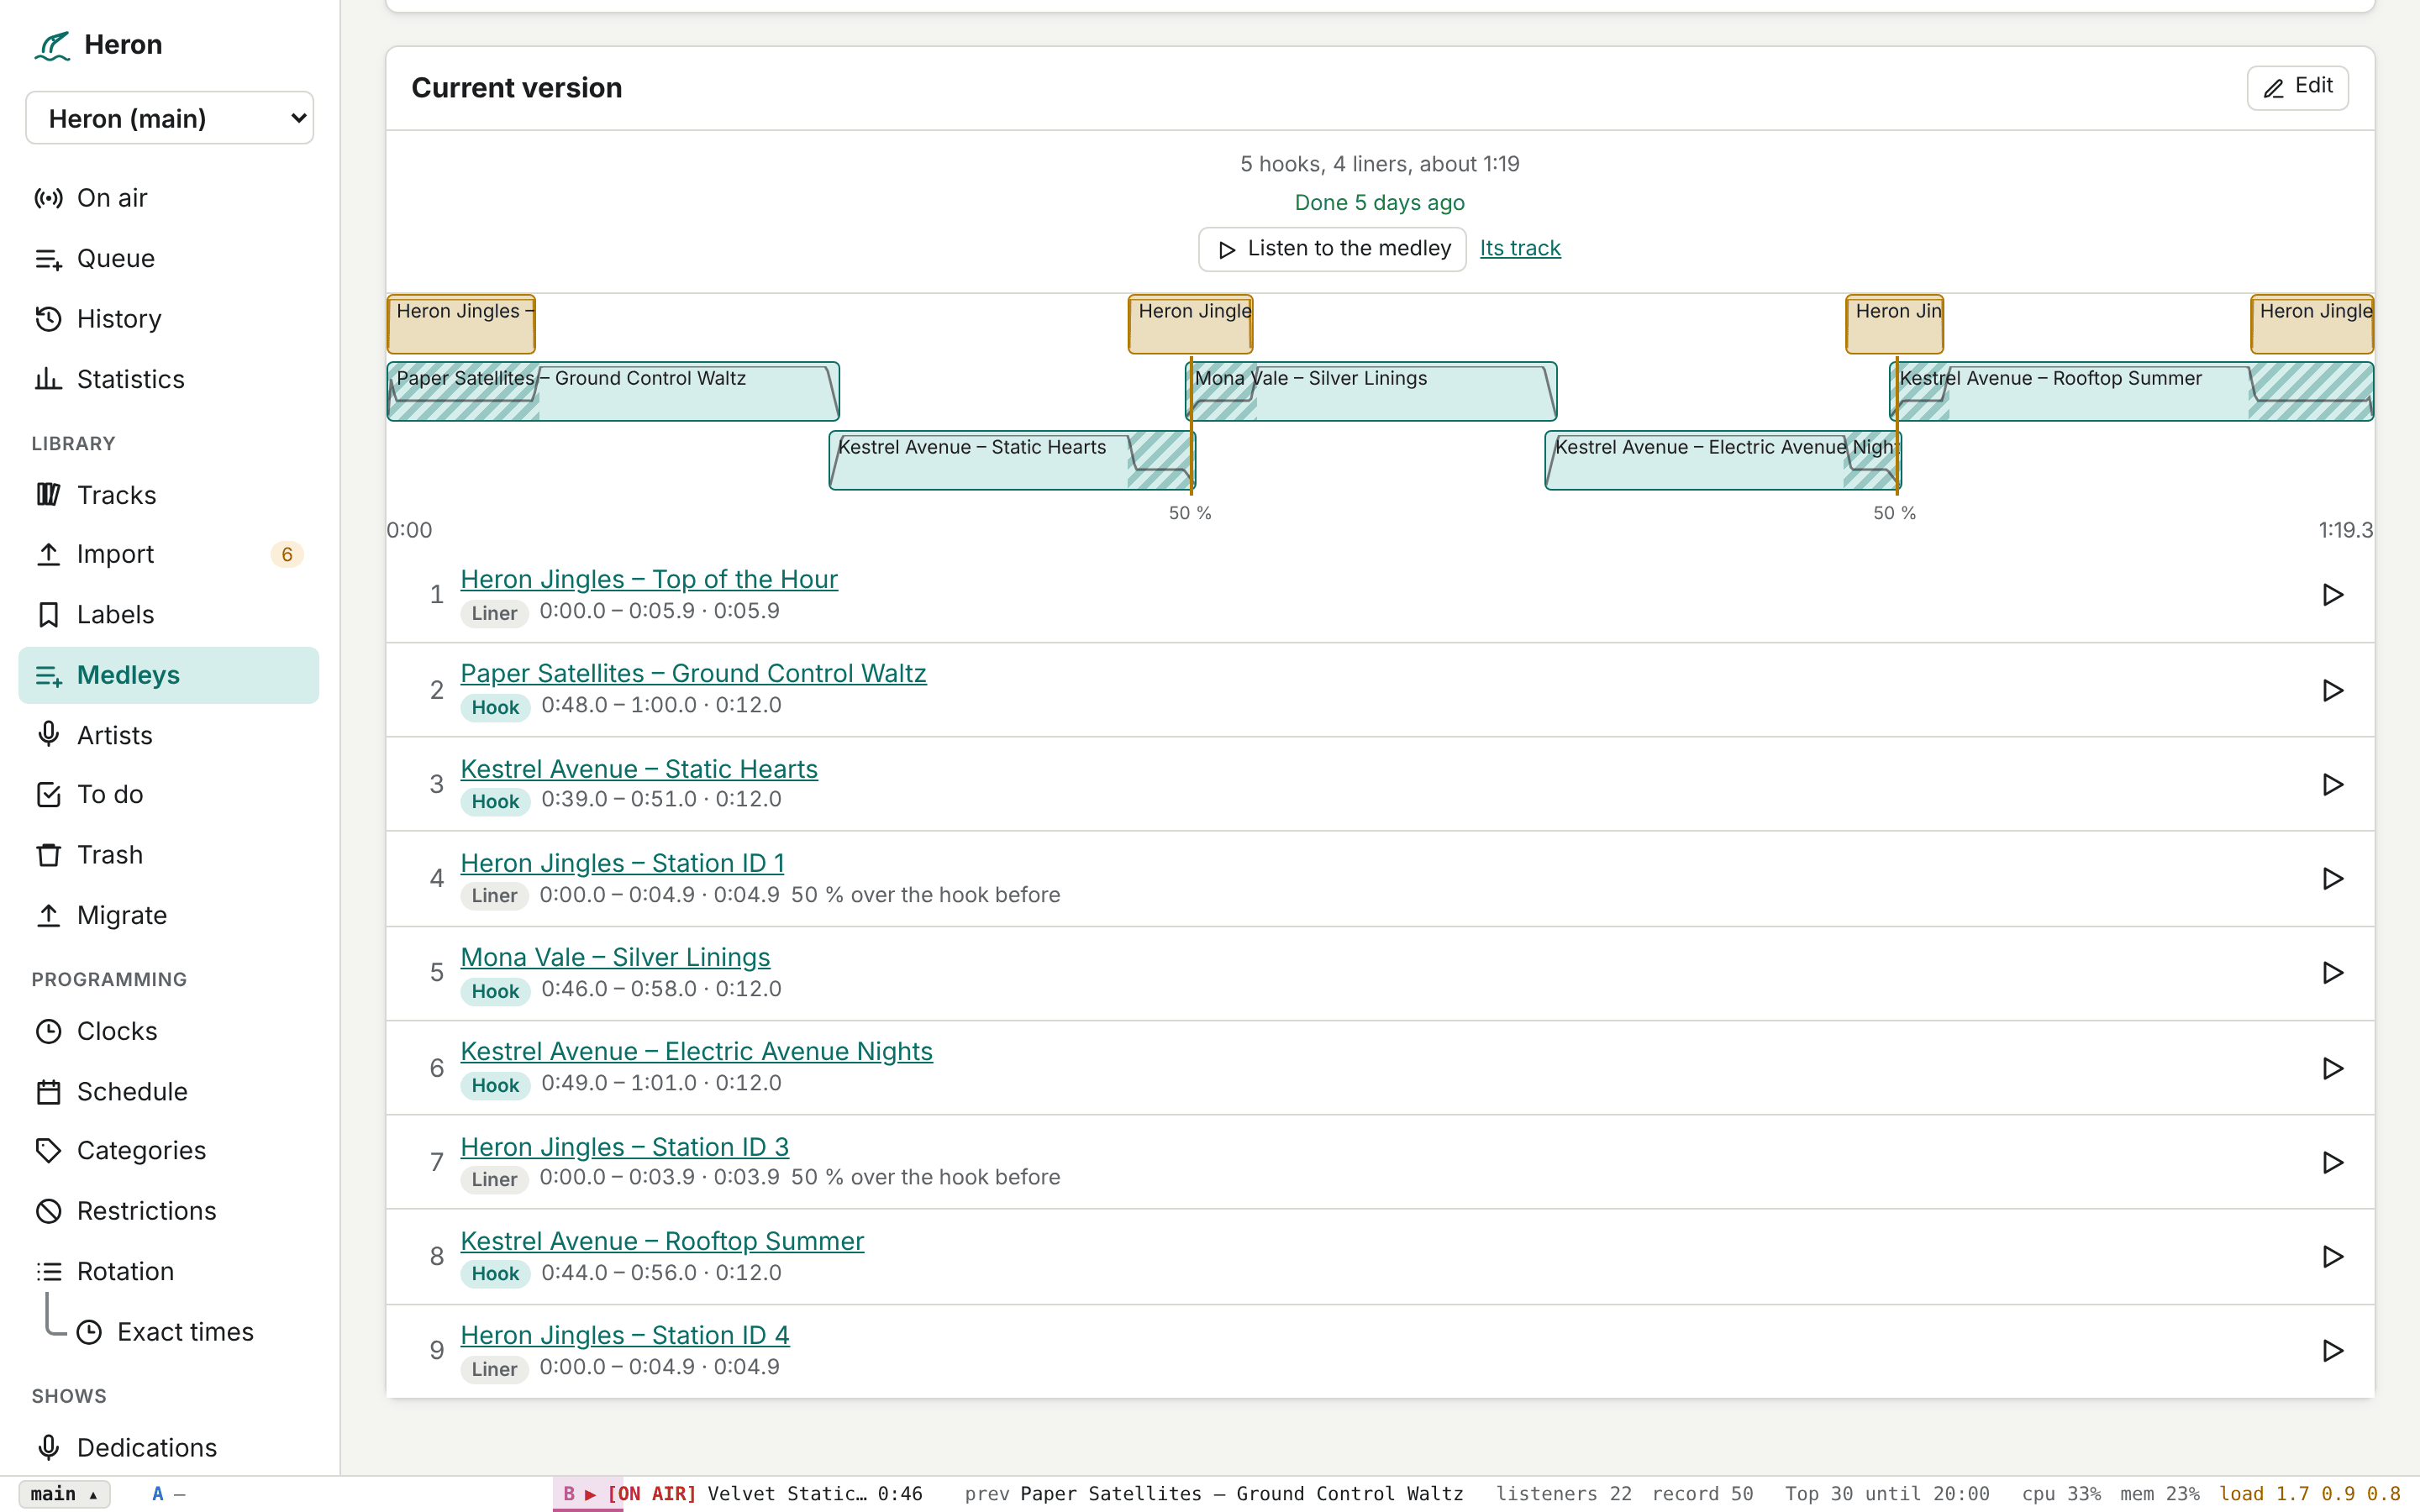 Heron
Heron (main)
On air
Queue
History
Statistics
LIBRARY
Tracks
Import 6
Labels
Medleys
Artists
To do
Trash
Migrate
PROGRAMMING
Clocks
Schedule
Categories
Restrictions
Rotation
Exact times
SHOWS
Dedications
Current version
Edit
5 hooks, 4 liners, about 1:19
Done 5 days ago
Listen to the medley Its track
Heron Jingles – Heron Jingle Heron Jin Heron Jingle
Paper Satellites – Ground Control Waltz Mona Vale – Silver Linings Kestrel Avenue – Rooftop Summer
Kestrel Avenue – Static Hearts Kestrel Avenue – Electric Avenue Night
50 % 50 %
0:00 1:19.3
1 Heron Jingles – Top of the Hour
Liner 0:00.0 – 0:05.9 · 0:05.9
2 Paper Satellites – Ground Control Waltz
Hook 0:48.0 – 1:00.0 · 0:12.0
3 Kestrel Avenue – Static Hearts
Hook 0:39.0 – 0:51.0 · 0:12.0
4 Heron Jingles – Station ID 1
Liner 0:00.0 – 0:04.9 · 0:04.9 50 % over the hook before
5 Mona Vale – Silver Linings
Hook 0:46.0 – 0:58.0 · 0:12.0
6 Kestrel Avenue – Electric Avenue Nights
Hook 0:49.0 – 1:01.0 · 0:12.0
7 Heron Jingles – Station ID 3
Liner 0:00.0 – 0:03.9 · 0:03.9 50 % over the hook before
8 Kestrel Avenue – Rooftop Summer
Hook 0:44.0 – 0:56.0 · 0:12.0
9 Heron Jingles – Station ID 4
Liner 0:00.0 – 0:04.9 · 0:04.9
main ▴ A — B ▶ [ON AIR] Velvet Static… 0:46 prev Paper Satellites — Ground Control Waltz listeners 22 record 50 Top 30 until 20:00 cpu 33% mem 23% load 1.7 0.9 0.8